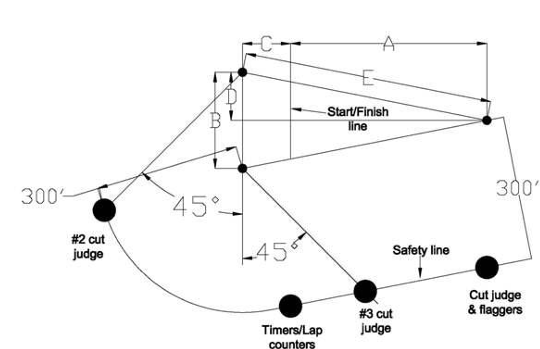 C
A
E
D
B
Start/Finish
line
300'
45°
300'
#2 cut
judge
45°
Safety line
Cut judge
& flaggers
#3 cut
judge
Timers/Lap
counters